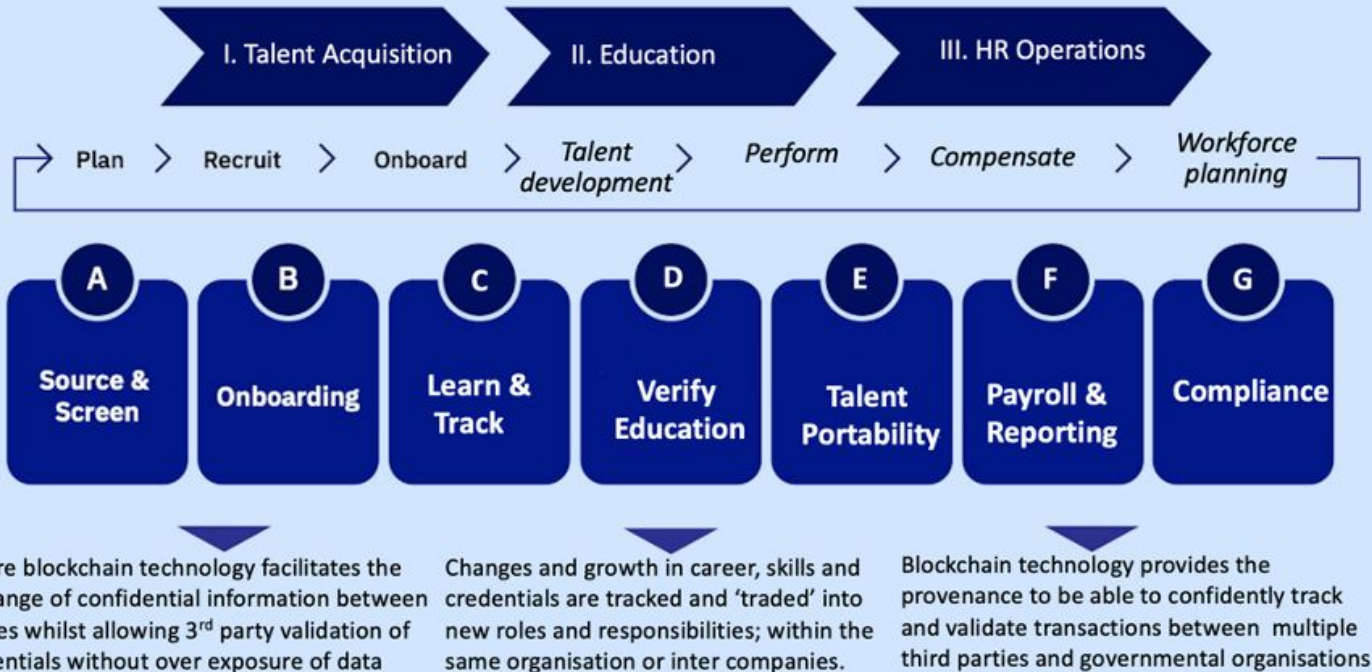 I. Talent Acquisition
II. Education
III. HR Operations
Plan
Recruit
Onboard
Talent
development
Perform
Compensate
Workforce
planning
A
B
C
D
E
F
G
Source &
Screen
Onboarding
Learn &
Track
Verify
Education
Talent
Portability
Payroll &
Reporting
Compliance
blockchain technology facilitates the
of confidential information between
whilst allowing 3rd party validation of
without over exposure of data
Changes and growth in career, skills and
credentials are tracked and ‘traded’ into
new roles and responsibilities; within the
same organisation or inter companies.
Blockchain technology provides the
provenance to be able to confidently track
and validate transactions between multiple
third parties and governmental organisations